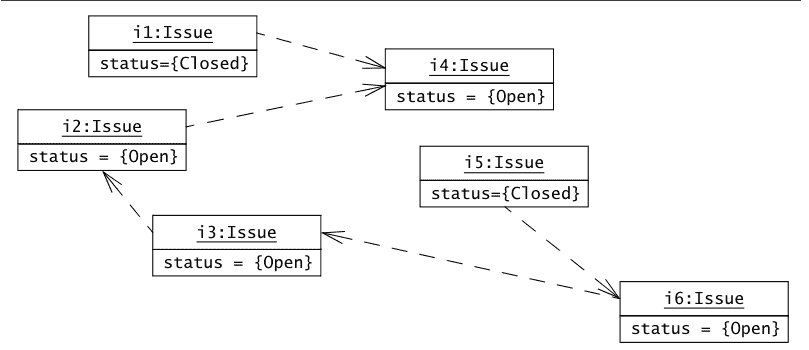 i1:Issue
status={Closed}
i4:Issue
status = {Open}
i2:Issue
status = {Open}
i5:Issue
status={Closed}
i3:Issue
status = {Open}
i6:Issue
status = {Open}